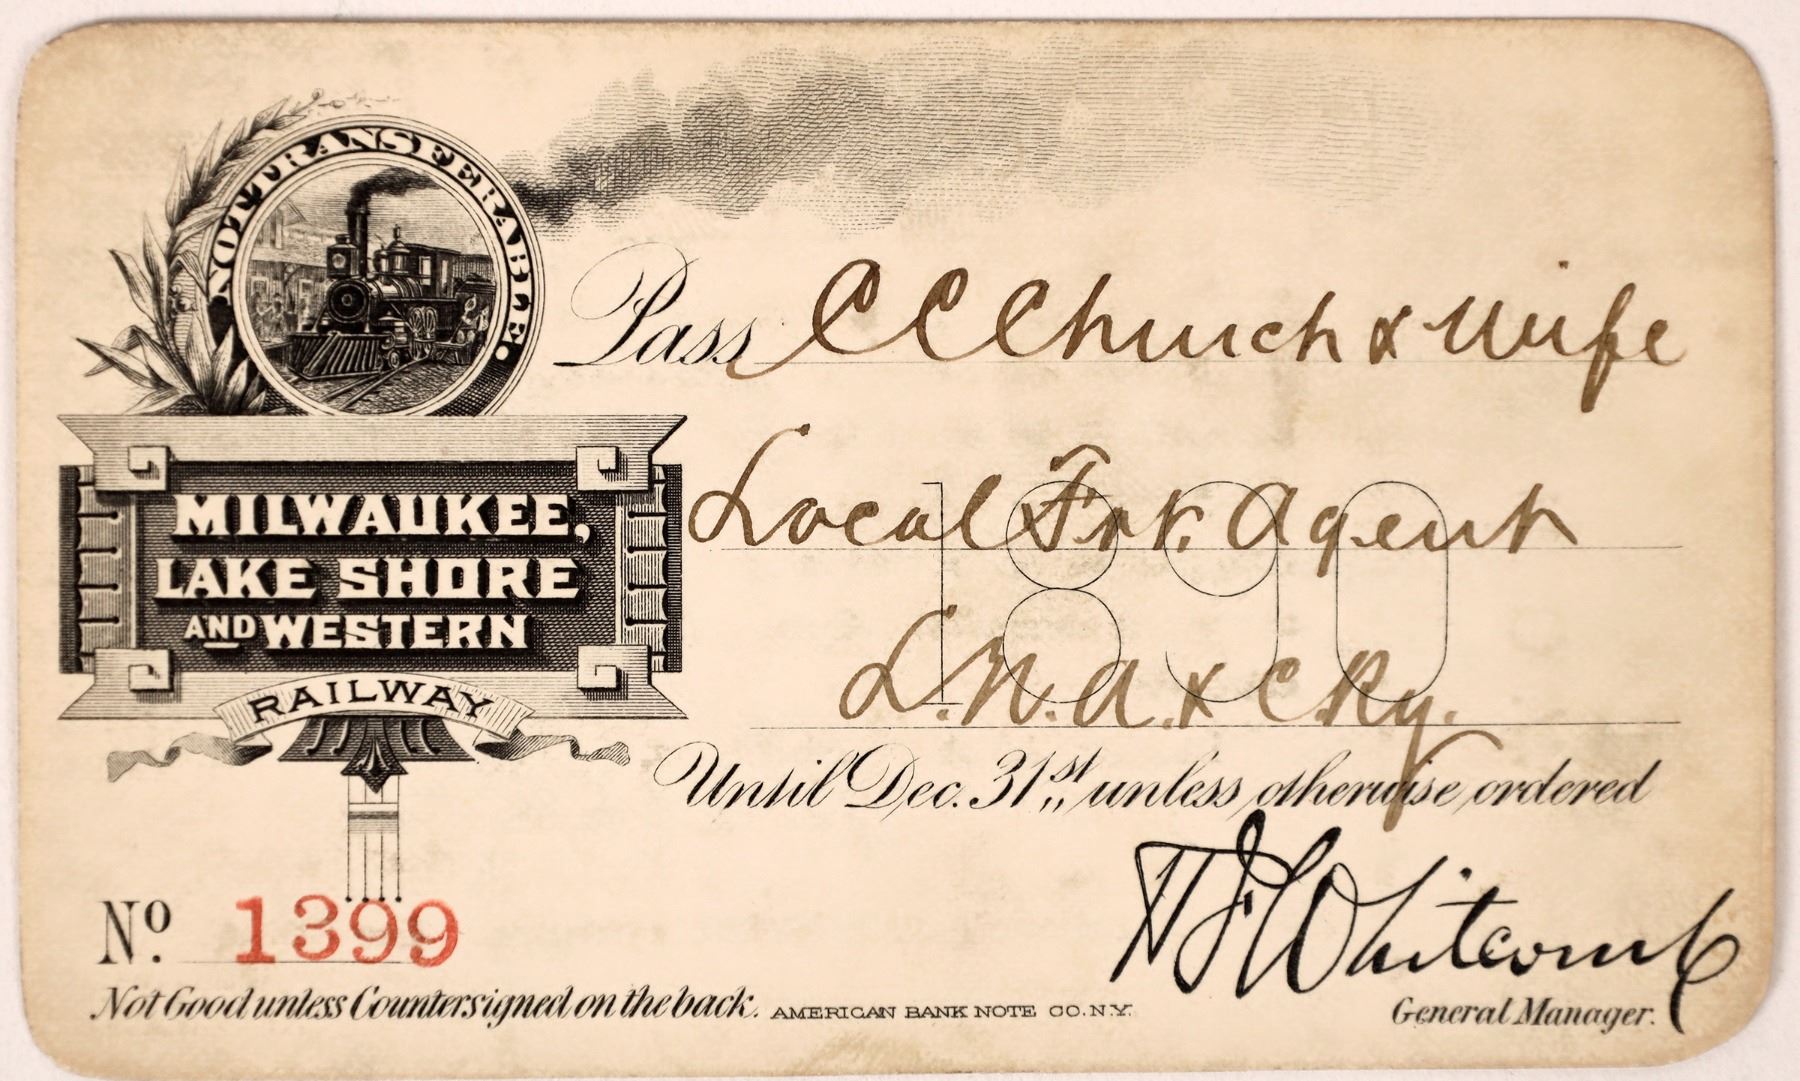 NOT TRANSFERABLE.
Pass C C Church & Wife
Local Frt. Agent
1890
L. N. A. & C Ry.
MILWAUKEE,
LAKE SHORE
AND WESTERN
RAILWAY
Until Dec. 31st,, unless otherwise ordered
H F Whitcomb
General Manager.
No. 1399
Not Good unless Countersigned on the back.
AMERICAN BANK NOTE CO. N.Y.